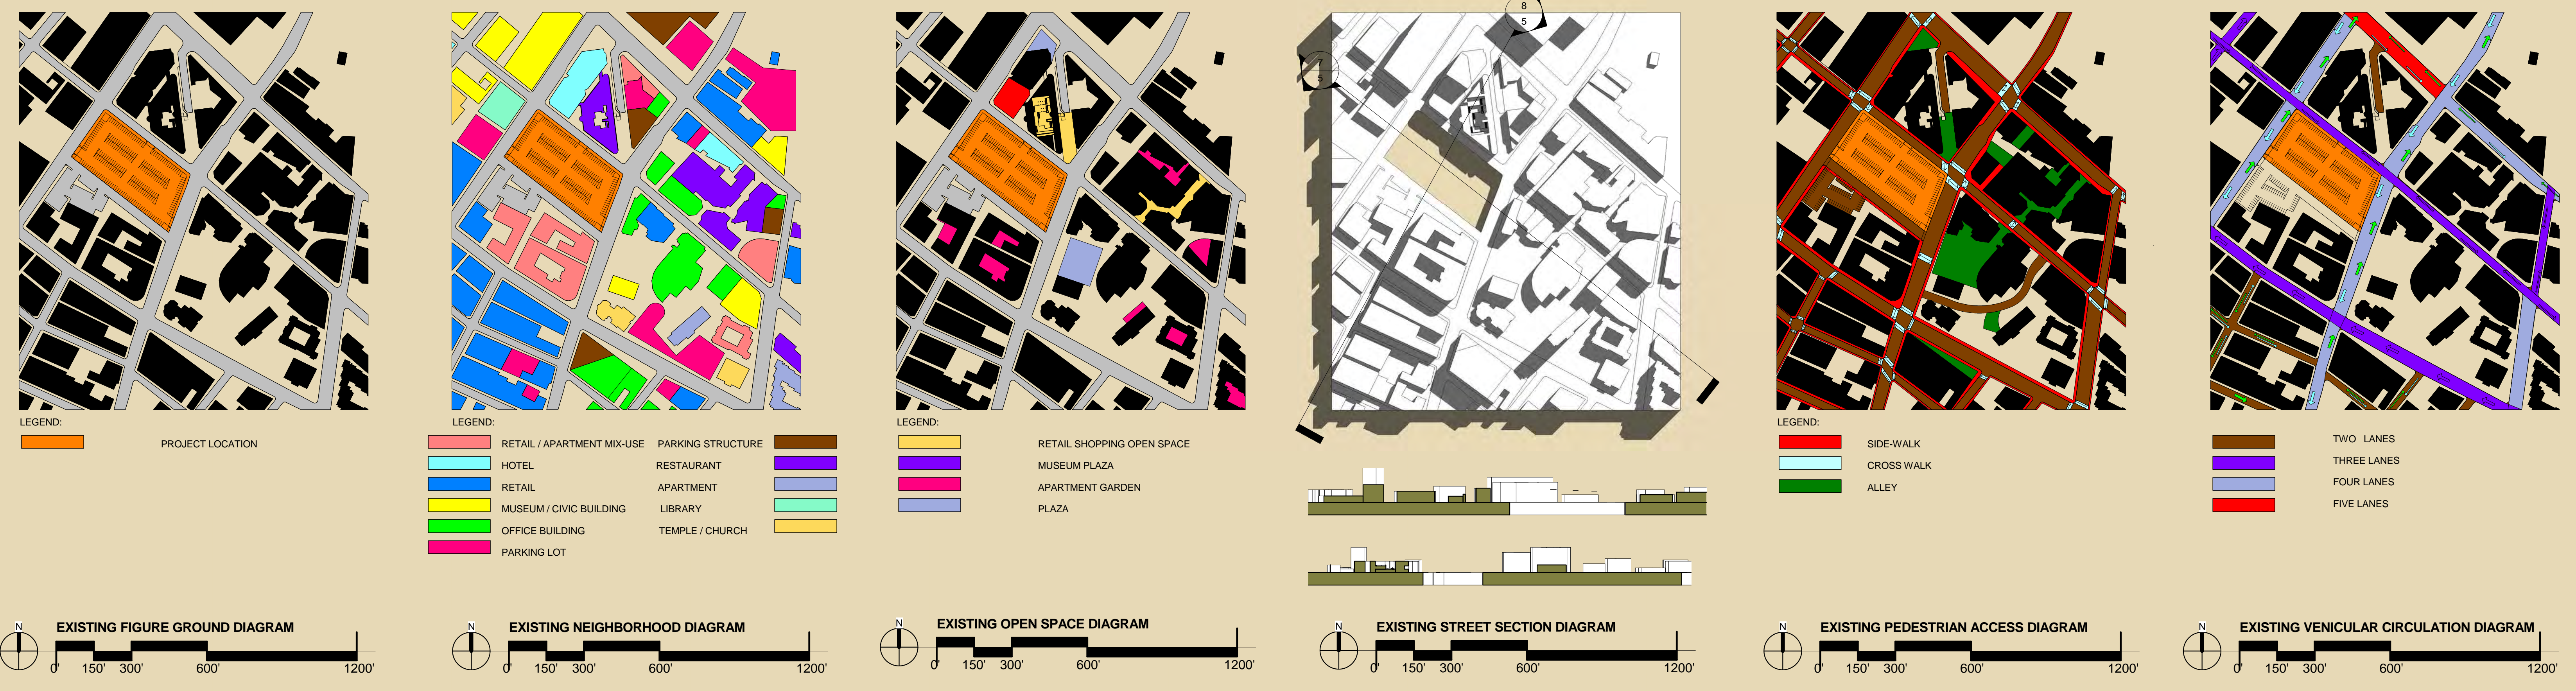 8
5
7
5
LEGEND:
PROJECT LOCATION
N
EXISTING FIGURE GROUND DIAGRAM
0' 150' 300' 600' 1200'
LEGEND:
RETAIL / APARTMENT MIX-USE PARKING STRUCTURE
HOTEL RESTAURANT
RETAIL APARTMENT
MUSEUM / CIVIC BUILDING LIBRARY
OFFICE BUILDING TEMPLE / CHURCH
PARKING LOT
N
EXISTING NEIGHBORHOOD DIAGRAM
0' 150' 300' 600' 1200'
LEGEND:
RETAIL SHOPPING OPEN SPACE
MUSEUM PLAZA
APARTMENT GARDEN
PLAZA
N
EXISTING OPEN SPACE DIAGRAM
0' 150' 300' 600' 1200'
N
EXISTING STREET SECTION DIAGRAM
0' 150' 300' 600' 1200'
LEGEND:
SIDE-WALK
CROSS WALK
ALLEY
N
EXISTING PEDESTRIAN ACCESS DIAGRAM
0' 150' 300' 600' 1200'
TWO LANES
THREE LANES
FOUR LANES
FIVE LANES
N
EXISTING VENICULAR CIRCULATION DIAGRAM
0' 150' 300' 600' 1200'